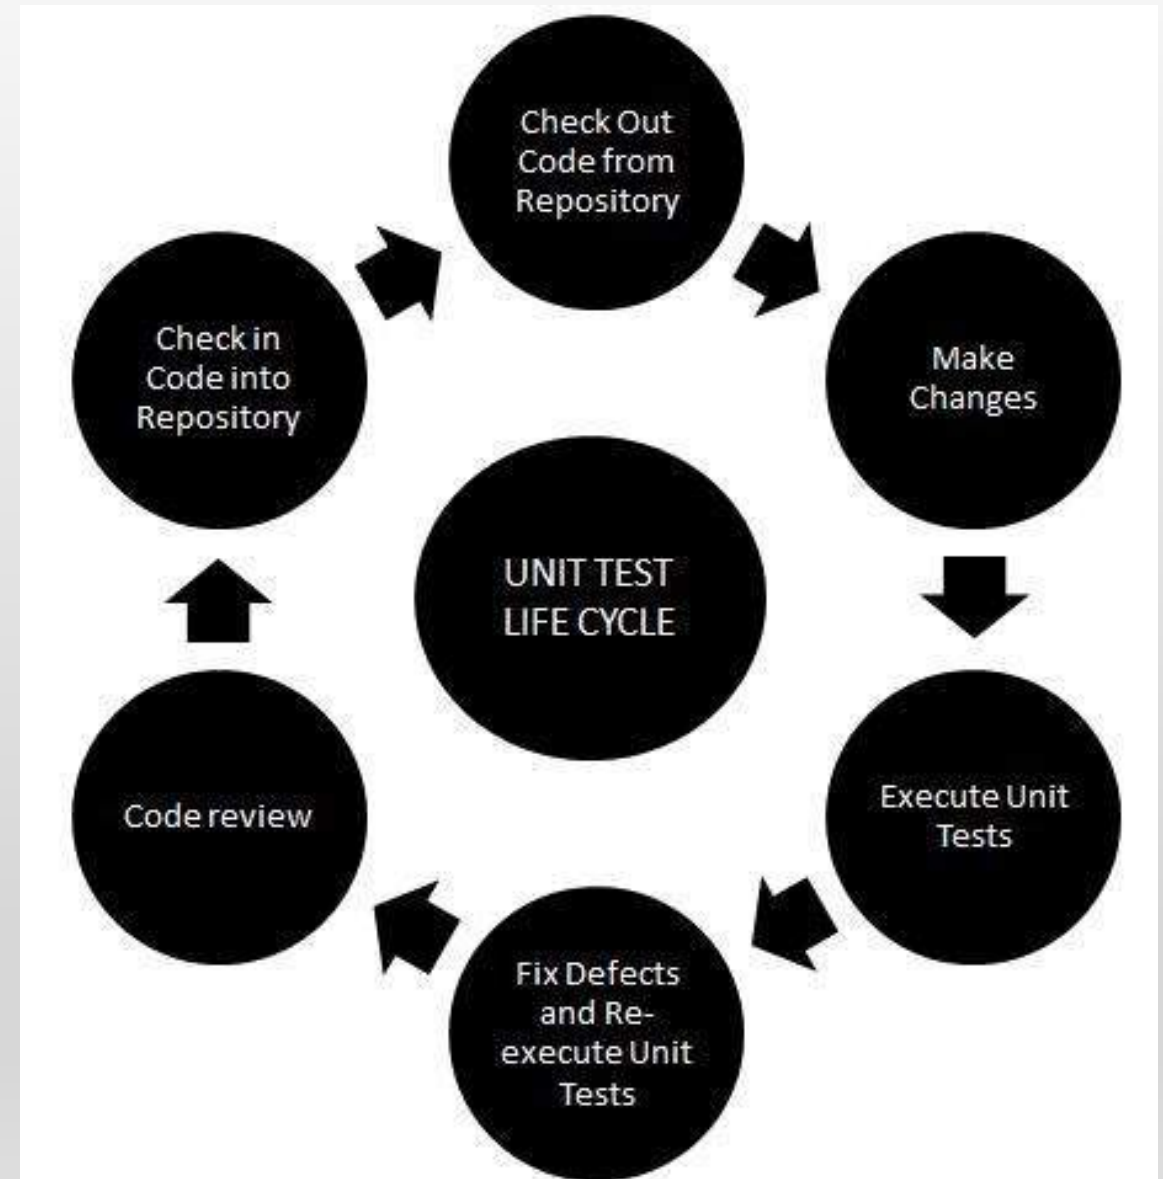 Check Out
Code from
Repository
Check in
Code into
Repository
Make
Changes
UNIT TEST
LIFE CYCLE
Code review
Execute Unit
Tests
Fix Defects
and Re-
execute Unit
Tests